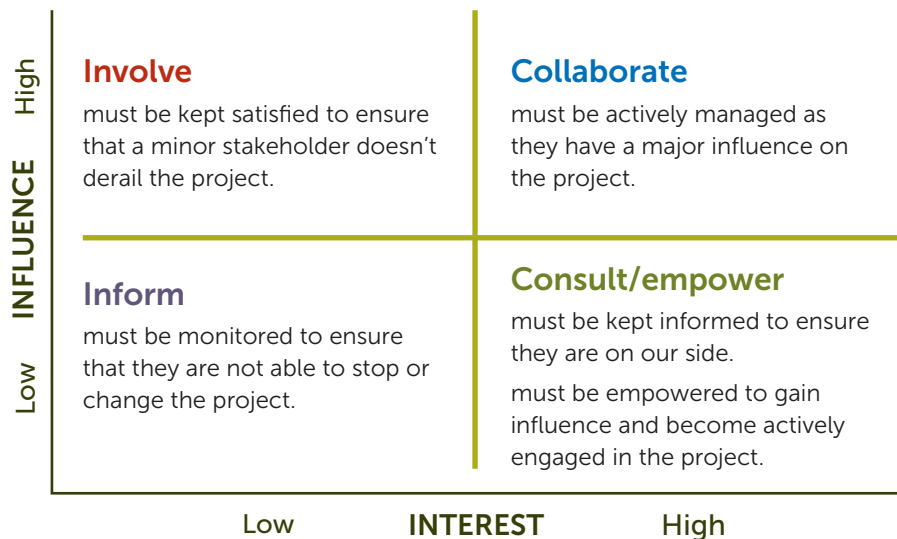 High
INFLUENCE
Low
Involve
must be kept satisfied to ensure
that a minor stakeholder doesn't
derail the project.
Collaborate
must be actively managed as
they have a major influence on
the project.
Inform
must be monitored to ensure
that they are not able to stop or
change the project.
Consult/empower
must be kept informed to ensure
they are on our side.
must be empowered to gain
influence and become actively
engaged in the project.
Low
INTEREST
High